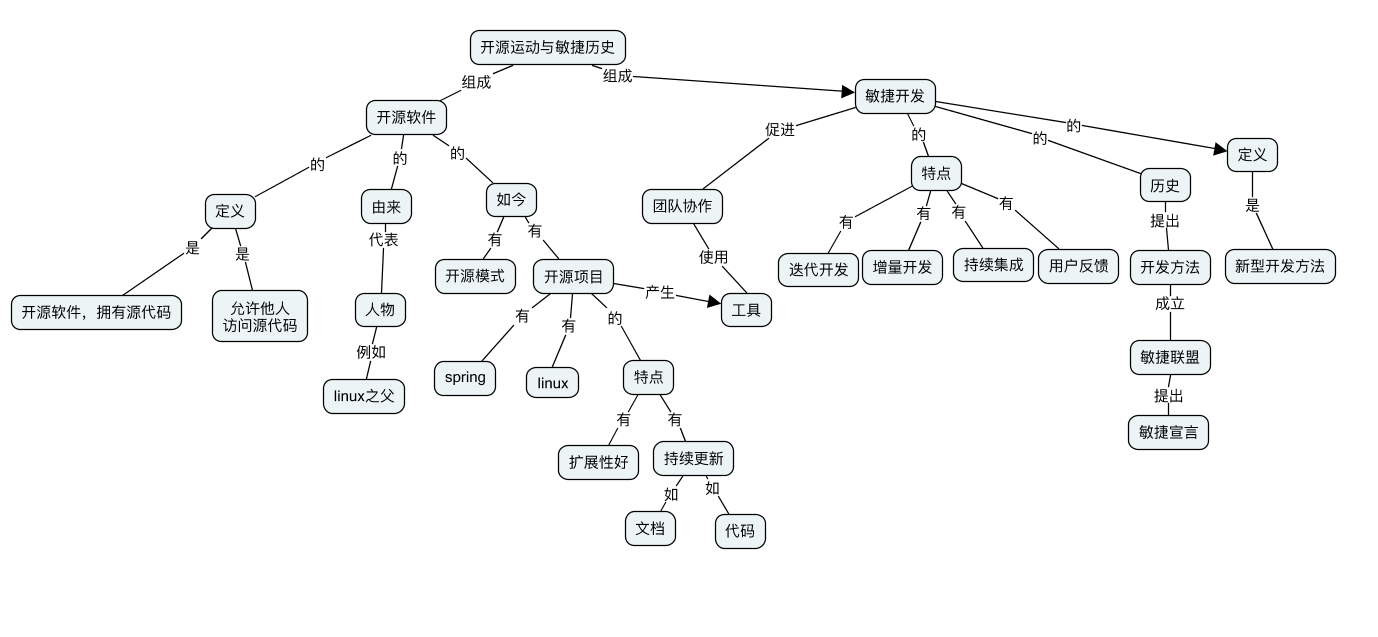 开源运动与敏捷历史
组成
组成
开源软件
敏捷开发
的
的
的
促进
的
的
的
定义
由来
如今
团队协作
特点
历史
定义
是
是
代表
有
有
使用
有
有
有
有
提出
是
开源软件，拥有源代码
允许他人
访问源代码
人物
开源模式
开源项目
产生
工具
迭代开发
增量开发
持续集成
用户反馈
开发方法
新型开发方法
例如
有
有
的
成立
linux之父
spring
linux
特点
敏捷联盟
有
有
提出
扩展性好
持续更新
敏捷宣言
如
如
文档
代码